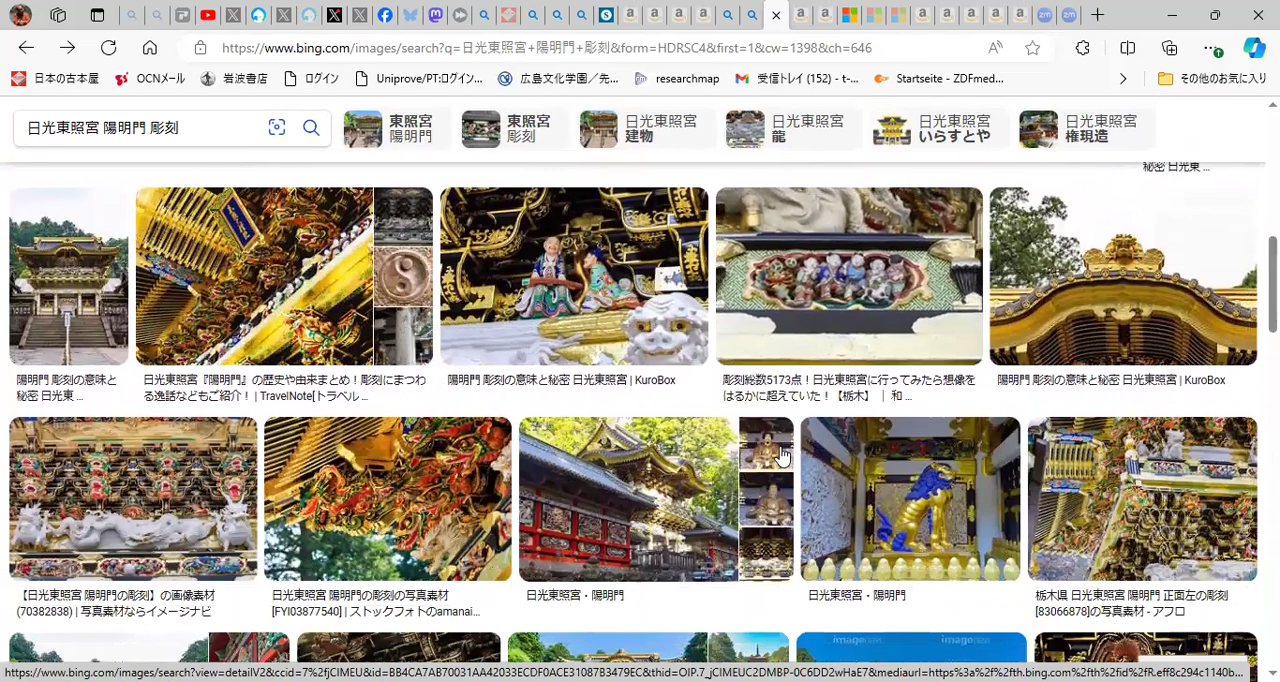 https://www.bing.com/images/search?q=日光東照宮+陽明門+彫刻&form=HDRSC4&first=1&cw=1398&ch=646
日本の古本屋
OCNメール
岩波書店
ログイン
Uniprove/PT:ログイン...
広島文化学園／先...
researchmap
受信トレイ (152) - t-...
Startseite - ZDFmed...
その他のお気に入り
日光東照宮 陽明門 彫刻
東照宮
陽明門
東照宮
彫刻
日光東照宮
建物
日光東照宮
龍
日光東照宮
いらすとや
日光東照宮
権現造
秘密 日光東 ...
陽明門 彫刻の意味と
秘密 日光東 ...
日光東照宮『陽明門』の歴史や由来まとめ！彫刻にまつわ
る逸話などもご紹介！ | TravelNote[トラベル ...
陽明門 彫刻の意味と秘密 日光東照宮 | KuroBox
彫刻総数5173点！日光東照宮に行ってみたら想像を
はるかに超えていた！【栃木】 ｜ 和 ...
陽明門 彫刻の意味と秘密 日光東照宮 | KuroBox
【日光東照宮 陽明門の彫刻】の画像素材
(70382838) | 写真素材ならイメージナビ
日光東照宮 陽明門の彫刻の写真素材
[FYI03877540] | ストックフォトのamanai...
日光東照宮・陽明門
日光東照宮・陽明門
栃木県 日光東照宮 陽明門 正面左の彫刻
[83066878]の写真素材 - アフロ
https://www.bing.com/images/search?view=detailV2&ccid=7%2fjCIMEU&id=BB4CA7AB70031AA42033ECDF0ACE31087B3479EC&thid=OIP.7_jCIMEUC2DMBP-0C6DD2wHaE7&mediaurl=https%3a%2f%2fth.bing.com%2fth%2fid%2fR.eff8c294c1140b...